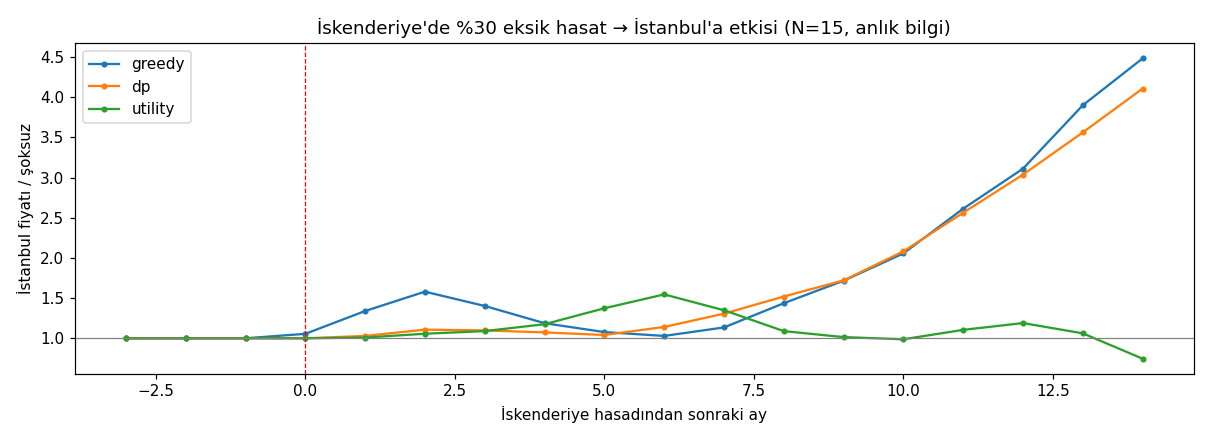 İskenderiye'de %30 eksik hasat → İstanbul'a etkisi (N=15, anlık bilgi)
greedy
dp
utility
İstanbul fiyatı / şoksuz
4.5
4.0
3.5
3.0
2.5
2.0
1.5
1.0
−2.5 0.0 2.5 5.0 7.5 10.0 12.5
İskenderiye hasadından sonraki ay